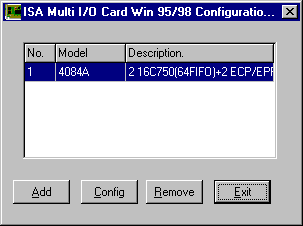 ISA Multi I/O Card Win 95/98 Configuratio...
No. Model Description.
1 4084A 2 16C750(64FIFO)+2 ECP/EPF
Add Config Remove Exit